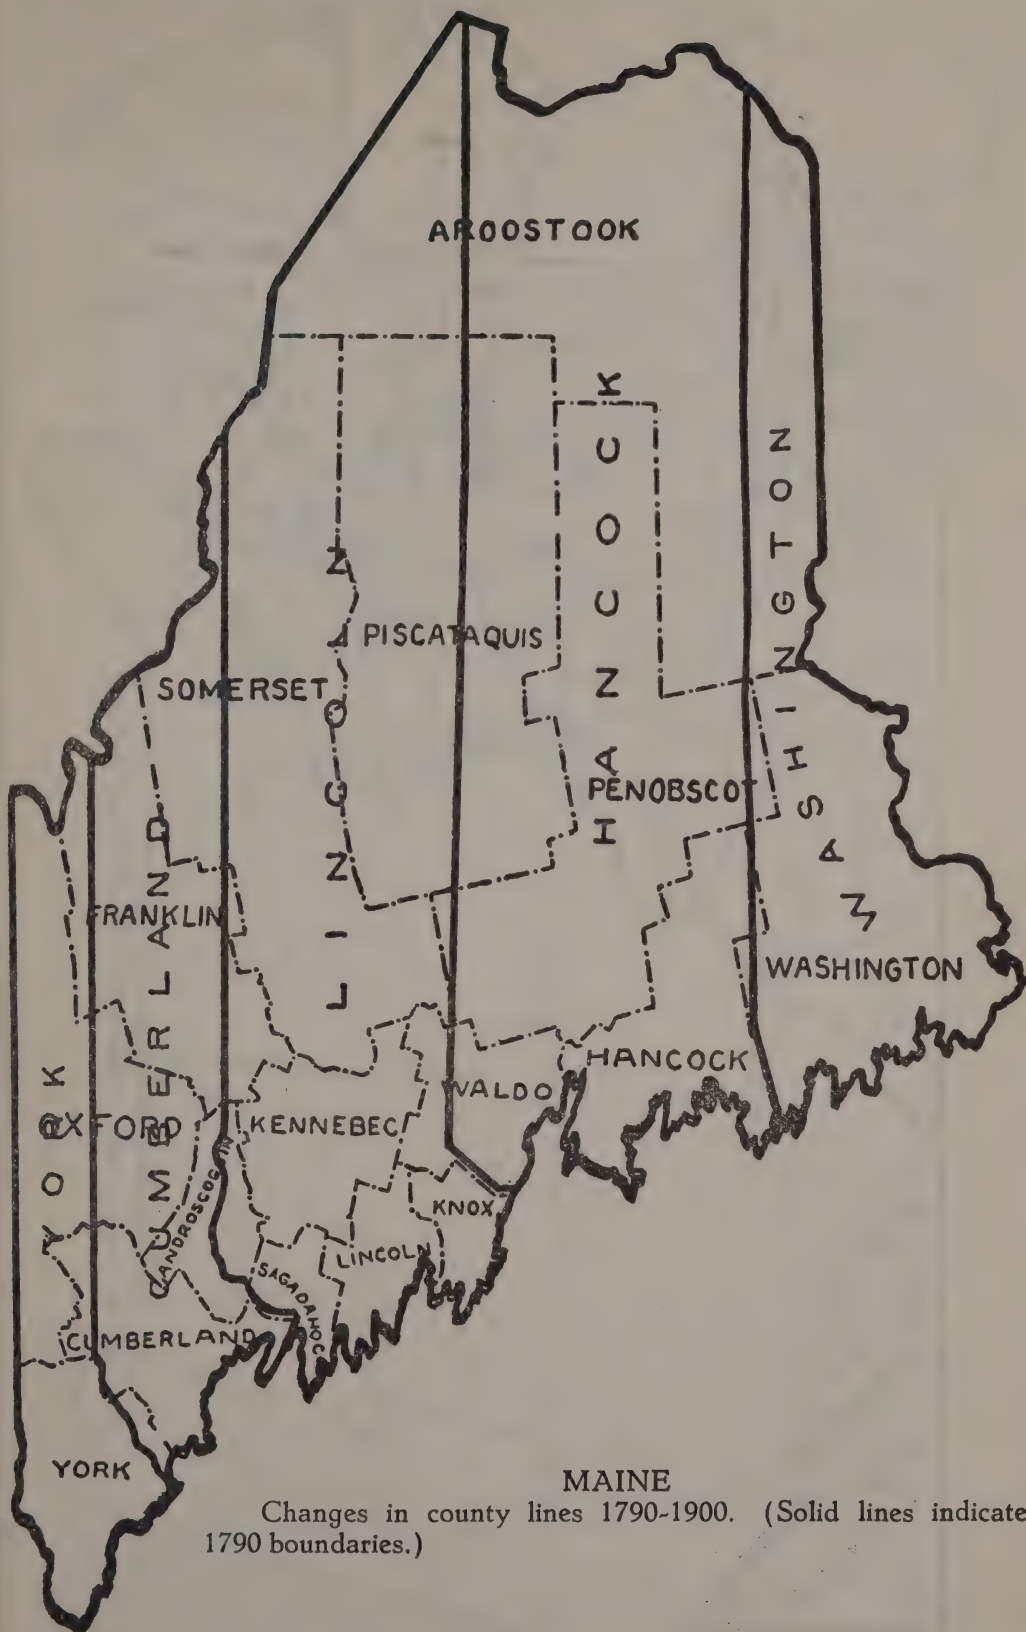 AROOSTOOK
HANCOCK
WASHINGTON
LINCOLN
PISCATAQUIS
SOMERSET
PENOBSCOT
CUMBERLAND
FRANKLIN
WASHINGTON
YORK
HANCOCK
WALDO
OXFORD
KENNEBEC
ANDROSCOGGIN
KNOX
LINCOLN
SAGADAHOC
CUMBERLAND
YORK
MAINE
Changes in county lines 1790-1900. (Solid lines indicate
1790 boundaries.)